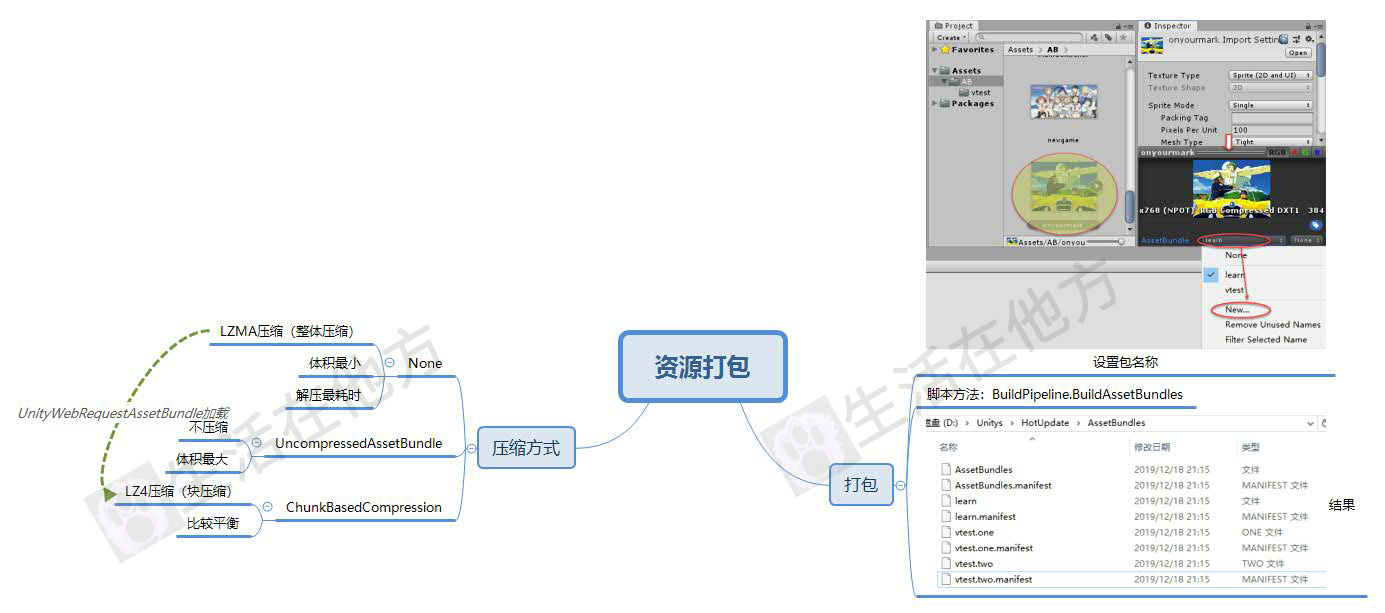 资源打包
压缩方式
None
LZMA压缩（整体压缩）
体积最小
解压最耗时
UnityWebRequestAssetBundle加载
UncompressedAssetBundle
不压缩
体积最大
ChunkBasedCompression
LZ4压缩（块压缩）
比较平衡
打包
Project
Create
Favorites
Assets
AB
vtest
Packages
Assets > AB >
newgame
onyourmark
Assets/AB/onyou
Inspector
onyourmark Import Settin
Open
Texture Type Sprite (2D and UI)
Texture Shape 2D
Sprite Mode Single
Packing Tag
Pixels Per Unit 100
Mesh Type Tight
onyourmark RGB R G B
x768 (NPOT) RGB Compressed DXT1 384
AssetBundle learn None
None
learn
vtest
New...
Remove Unused Names
Filter Selected Name
设置包名称
脚本方法：BuildPipeline.BuildAssetBundles
(D:) > Unitys > HotUpdate > AssetBundles
名称 修改日期 类型
AssetBundles 2019/12/18 21:15 文件
AssetBundles.manifest 2019/12/18 21:15 MANIFEST 文件
learn 2019/12/18 21:15 文件
learn.manifest 2019/12/18 21:15 MANIFEST 文件
vtest.one 2019/12/18 21:15 ONE 文件
vtest.one.manifest 2019/12/18 21:15 MANIFEST 文件
vtest.two 2019/12/18 21:15 TWO 文件
vtest.two.manifest 2019/12/18 21:15 MANIFEST 文件
结果
生活在他方
生活在他方